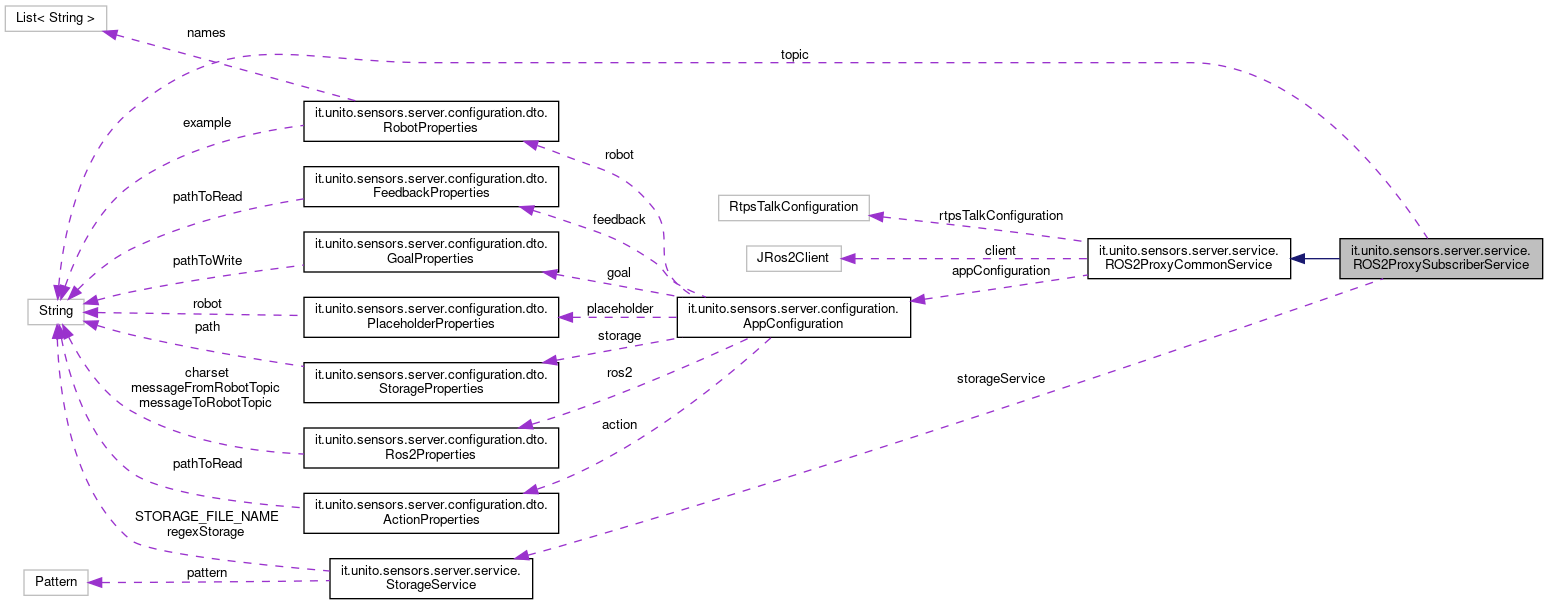 List< String >
names
topic
it.unito.sensors.server.configuration.dto.
RobotProperties
example
robot
it.unito.sensors.server.configuration.dto.
FeedbackProperties
pathToRead
feedback
RtpsTalkConfiguration
rtpsTalkConfiguration
it.unito.sensors.server.configuration.dto.
GoalProperties
pathToWrite
goal
JRos2Client
client
appConfiguration
it.unito.sensors.server.service.
ROS2ProxyCommonService
it.unito.sensors.server.service.
ROS2ProxySubscriberService
String
robot
path
it.unito.sensors.server.configuration.dto.
PlaceholderProperties
placeholder
it.unito.sensors.server.configuration.
AppConfiguration
storage
it.unito.sensors.server.configuration.dto.
StorageProperties
charset
messageFromRobotTopic
messageToRobotTopic
ros2
storageService
it.unito.sensors.server.configuration.dto.
Ros2Properties
action
pathToRead
it.unito.sensors.server.configuration.dto.
ActionProperties
STORAGE_FILE_NAME
regexStorage
Pattern
pattern
it.unito.sensors.server.service.
StorageService